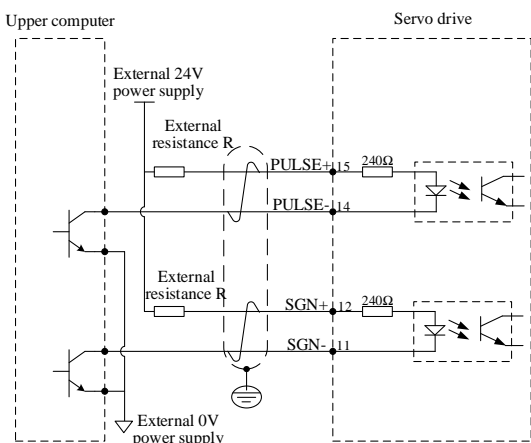 Upper computer
Servo drive
External 24V
power supply
External
resistance R
PULSE+
15
240Ω
PULSE-
14
External
resistance R
SGN+
12
240Ω
SGN-
11
External 0V
power supply